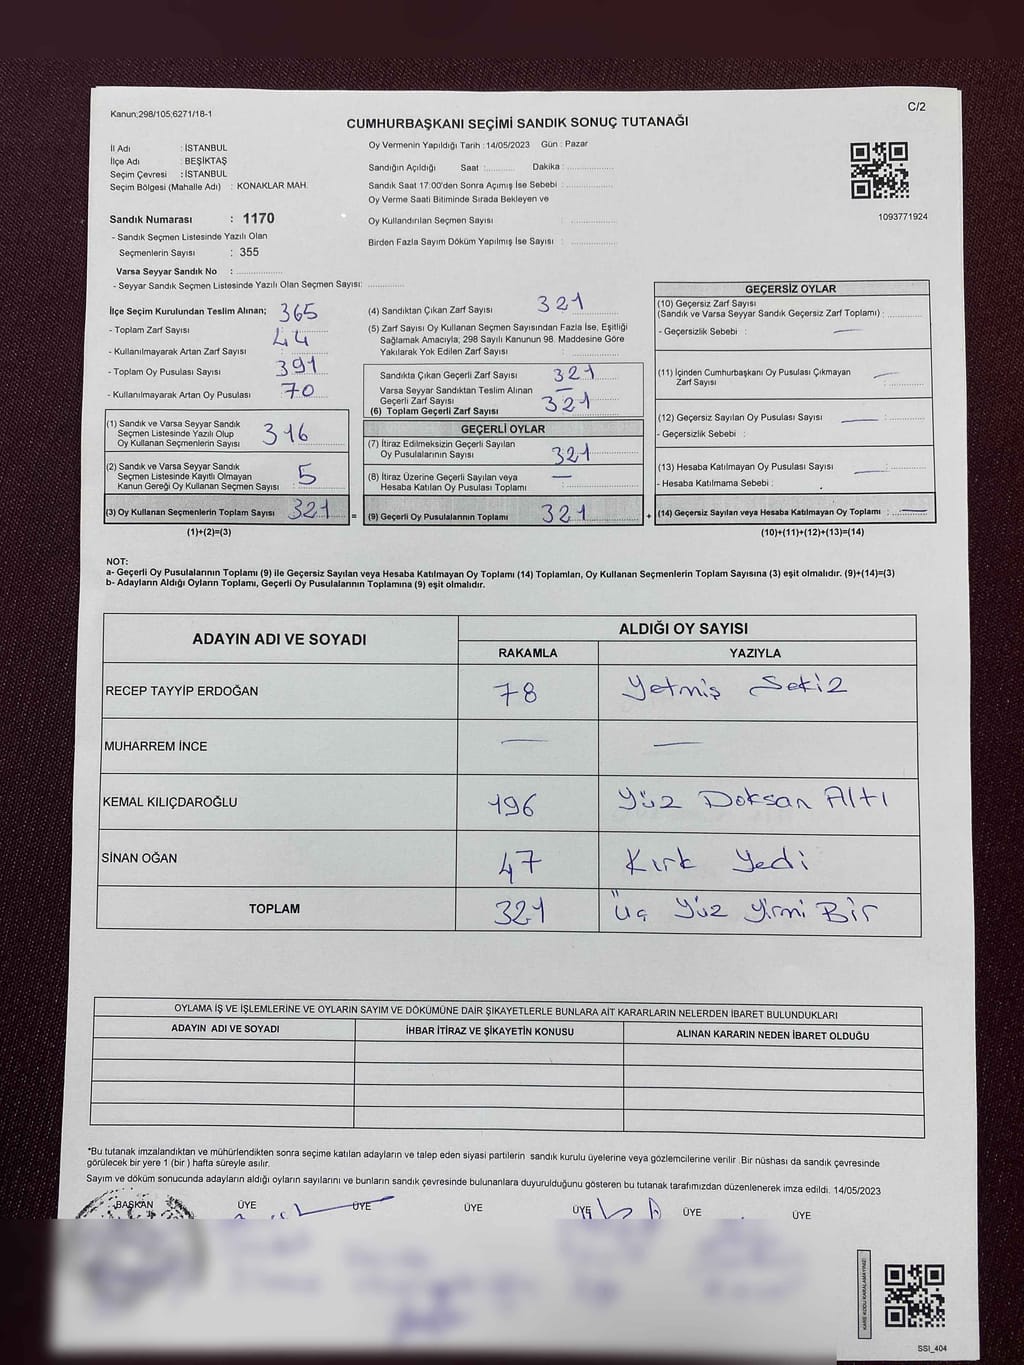 Kanun;298/105;6271/18-1
C/2
CUMHURBAŞKANI SEÇİMİ SANDIK SONUÇ TUTANAĞI
İl Adı : İSTANBUL
İlçe Adı : BEŞİKTAŞ
Seçim Çevresi : İSTANBUL
Seçim Bölgesi (Mahalle Adı) : KONAKLAR MAH.
Sandık Numarası : 1170
- Sandık Seçmen Listesinde Yazılı Olan
Seçmenlerin Sayısı : 355
Varsa Seyyar Sandık No :
- Seyyar Sandık Seçmen Listesinde Yazılı Olan Seçmen Sayısı:
Oy Vermenin Yapıldığı Tarih : 14/05/2023 Gün : Pazar
Sandığın Açıldığı Saat : Dakika :
Sandık Saat 17:00'den Sonra Açımış İse Sebebi :
Oy Verme Saati Bitiminde Sırada Bekleyen ve
Oy Kullandırılan Seçmen Sayısı :
Birden Fazla Sayım Döküm Yapılmış İse Sayısı :
1093771924
İlçe Seçim Kurulundan Teslim Alınan;
- Toplam Zarf Sayısı : 365
- Kullanılmayarak Artan Zarf Sayısı : 44
- Toplam Oy Pusulası Sayısı : 391
- Kullanılmayarak Artan Oy Pusulası : 70
(1) Sandık ve Varsa Seyyar Sandık
Seçmen Listesinde Yazılı Olup
Oy Kullanan Seçmenlerin Sayısı : 316
(2) Sandık ve Varsa Seyyar Sandık
Seçmen Listesinde Kayıtlı Olmayan
Kanun Gereği Oy Kullanan Seçmen Sayısı : 5
(3) Oy Kullanan Seçmenlerin Toplam Sayısı : 321
(1)+(2)=(3)
(4) Sandıktan Çıkan Zarf Sayısı : 321
(5) Zarf Sayısı Oy Kullanan Seçmen Sayısından Fazla İse, Eşitliği
Sağlamak Amacıyla; 298 Sayılı Kanunun 98. Maddesine Göre
Yakılarak Yok Edilen Zarf Sayısı :
Sandıkta Çıkan Geçerli Zarf Sayısı : 321
Varsa Seyyar Sandıktan Teslim Alınan
Geçerli Zarf Sayısı : —
(6) Toplam Geçerli Zarf Sayısı : 321
GEÇERLİ OYLAR
(7) İtiraz Edilmeksizin Geçerli Sayılan
Oy Pusulalarının Sayısı : 321
(8) İtiraz Üzerine Geçerli Sayılan veya
Hesaba Katılan Oy Pusulası Toplamı : —
= (9) Geçerli Oy Pusulalarının Toplamı : 321
GEÇERSİZ OYLAR
(10) Geçersiz Zarf Sayısı
(Sandık ve Varsa Seyyar Sandık Geçersiz Zarf Toplamı) :
- Geçersizlik Sebebi : —
(11) İçinden Cumhurbaşkanı Oy Pusulası Çıkmayan
Zarf Sayısı : —
(12) Geçersiz Sayılan Oy Pusulası Sayısı : —
- Geçersizlik Sebebi :
(13) Hesaba Katılmayan Oy Pusulası Sayısı : —
- Hesaba Katılmama Sebebi :
+ (14) Geçersiz Sayılan veya Hesaba Katılmayan Oy Toplamı : —
(10)+(11)+(12)+(13)=(14)
NOT:
a- Geçerli Oy Pusulalarının Toplamı (9) ile Geçersiz Sayılan veya Hesaba Katılmayan Oy Toplamı (14) Toplamları, Oy Kullanan Seçmenlerin Toplam Sayısına (3) eşit olmalıdır. (9)+(14)=(3)
b- Adayların Aldığı Oyların Toplamı, Geçerli Oy Pusulalarının Toplamına (9) eşit olmalıdır.
ADAYIN ADI VE SOYADI
ALDIĞI OY SAYISI
RAKAMLA YAZIYLA
RECEP TAYYİP ERDOĞAN 78 Yetmiş Sekiz
MUHARREM İNCE — —
KEMAL KILIÇDAROĞLU 196 Yüz Doksan Altı
SİNAN OĞAN 47 Kırk Yedi
TOPLAM 321 Üç Yüz Yirmi Bir
OYLAMA İŞ VE İŞLEMLERİNE VE OYLARIN SAYIM VE DÖKÜMÜNE DAİR ŞİKAYETLERLE BUNLARA AİT KARARLARIN NELERDEN İBARET BULUNDUKLARI
ADAYIN ADI VE SOYADI İHBAR İTİRAZ VE ŞİKAYETİN KONUSU ALINAN KARARIN NEDEN İBARET OLDUĞU
*Bu tutanak imzalandıktan ve mühürlendikten sonra seçime katılan adayların ve talep eden siyasi partilerin sandık kurulu üyelerine veya gözlemcilerine verilir .Bir nüshası da sandık çevresinde
görülecek bir yere 1 (bir ) hafta süreyle asılır.
Sayım ve döküm sonucunda adayların aldığı oyların sayılarını ve bunların sandık çevresinde bulunanlara duyurulduğunu gösteren bu tutanak tarafımızdan düzenlenerek imza edildi. 14/05/2023
BAŞKAN ÜYE ÜYE ÜYE ÜYE ÜYE ÜYE
KARE KODU KARALAMAYINIZ!
SSI_404